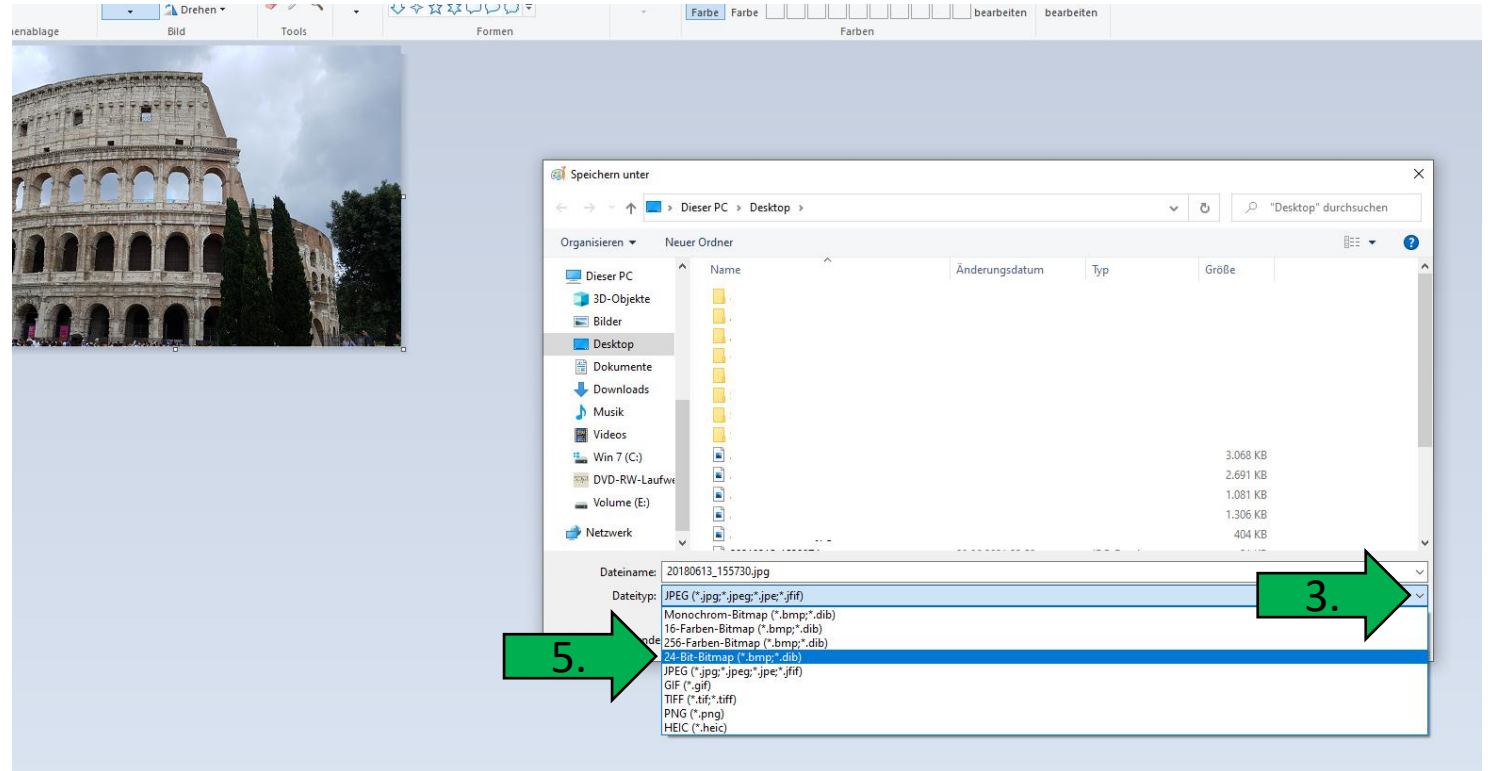 Drehen
Farbe Farbe bearbeiten bearbeiten
enablage Bild Tools Formen Farben
Speichern unter
Dieser PC Desktop "Desktop" durchsuchen
Organisieren Neuer Ordner
Dieser PC Name Änderungsdatum Typ Größe
3D-Objekte
Bilder
Desktop
Dokumente
Downloads
Musik
Videos
Win 7 (C:) 3.068 KB
DVD-RW-Laufwe 2.691 KB
Volume (E:) 1.081 KB
1.306 KB
Netzwerk 404 KB
Dateiname: 20180613_155730.jpg
Dateityp: JPEG (*.jpg;*.jpeg;*.jpe;*.jfif)
3.
Monochrom-Bitmap (*.bmp;*.dib)
16-Farben-Bitmap (*.bmp;*.dib)
256-Farben-Bitmap (*.bmp;*.dib)
5.
24-Bit-Bitmap (*.bmp;*.dib)
JPEG (*.jpg;*.jpeg;*.jpe;*.jfif)
GIF (*.gif)
TIFF (*.tif;*.tiff)
PNG (*.png)
HEIC (*.heic)